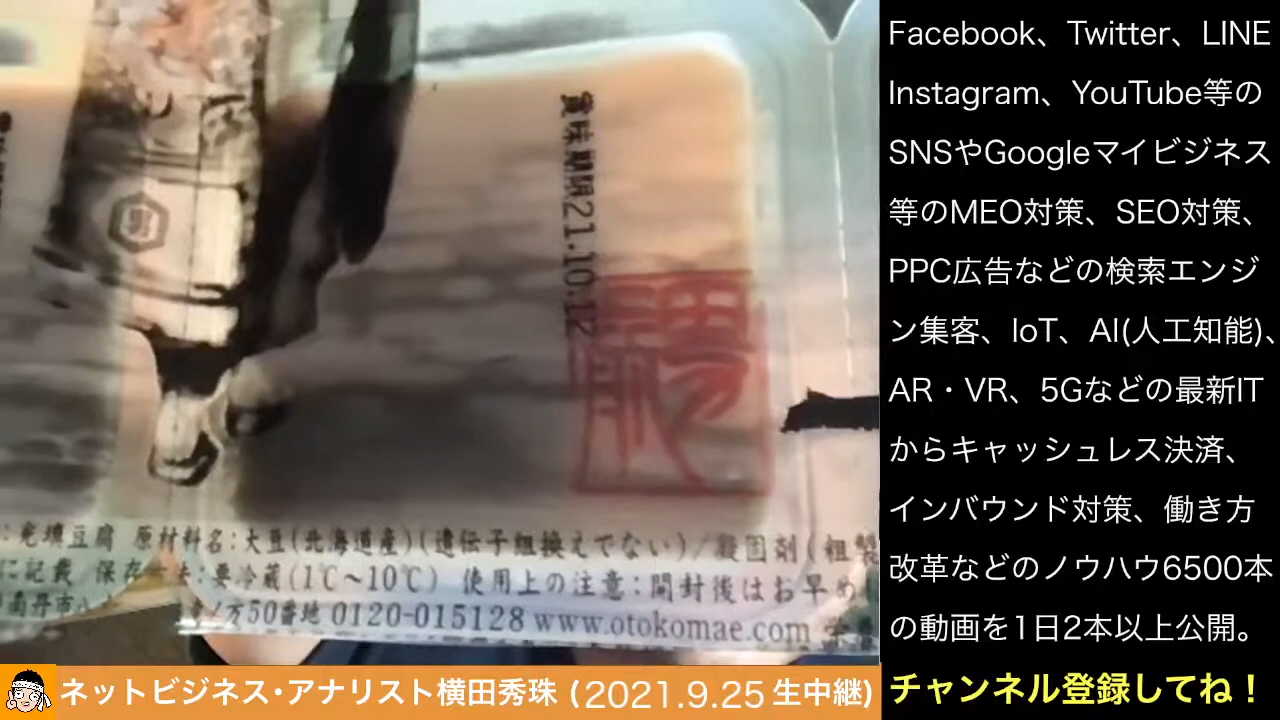 賞味期限21.10.12
男
充填豆腐 原材料名:大豆(北海道産)(遺伝子組換えでない)/凝固剤(粗製
に記載 保存方法:要冷蔵(1℃~10℃) 使用上の注意:開封後はお早め
50番地 0120-015128 www.otokomae.com
Facebook、Twitter、LINE
Instagram、YouTube等の
SNSやGoogleマイビジネス
等のMEO対策、SEO対策、
PPC広告などの検索エンジ
ン集客、IoT、AI(人工知能)、
AR・VR、5Gなどの最新IT
からキャッシュレス決済、
インバウンド対策、働き方
改革などのノウハウ6500本
の動画を1日2本以上公開。
チャンネル登録してね!
ネットビジネス・アナリスト横田秀珠 (2021.9.25生中継)